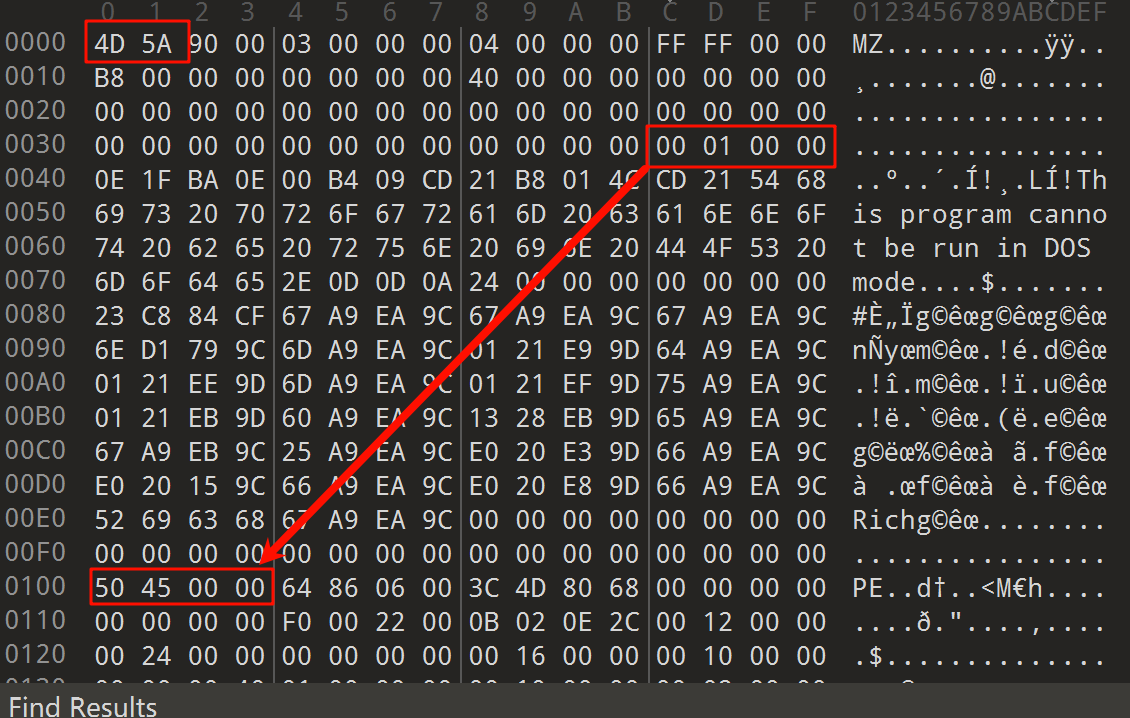 0 1 2 3 4 5 6 7 8 9 A B C D E F 0123456789ABCDEF
0000 4D 5A 90 00 03 00 00 00 04 00 00 00 FF FF 00 00 MZ..........ÿÿ..
0010 B8 00 00 00 00 00 00 00 40 00 00 00 00 00 00 00 ¸.......@.......
0020 00 00 00 00 00 00 00 00 00 00 00 00 00 00 00 00 ................
0030 00 00 00 00 00 00 00 00 00 00 00 00 00 01 00 00 ................
0040 0E 1F BA 0E 00 B4 09 CD 21 B8 01 4C CD 21 54 68 ..º..´.Í!¸.LÍ!Th
0050 69 73 20 70 72 6F 67 72 61 6D 20 63 61 6E 6E 6F is program canno
0060 74 20 62 65 20 72 75 6E 20 69 6E 20 44 4F 53 20 t be run in DOS
0070 6D 6F 64 65 2E 0D 0D 0A 24 00 00 00 00 00 00 00 mode....$.......
0080 23 C8 84 CF 67 A9 EA 9C 67 A9 EA 9C 67 A9 EA 9C #È„Ïg©êœg©êœg©êœ
0090 6E D1 79 9C 6D A9 EA 9C 01 21 E9 9D 64 A9 EA 9C nÑyœm©êœ.!é.d©êœ
00A0 01 21 EE 9D 6D A9 EA 9C 01 21 EF 9D 75 A9 EA 9C .!î.m©êœ.!ï.u©êœ
00B0 01 21 EB 9D 60 A9 EA 9C 13 28 EB 9D 65 A9 EA 9C .!ë.`©êœ.(ë.e©êœ
00C0 67 A9 EB 9C 25 A9 EA 9C E0 20 E3 9D 66 A9 EA 9C g©ëœ%©êœà ã.f©êœ
00D0 E0 20 15 9C 66 A9 EA 9C E0 20 E8 9D 66 A9 EA 9C à .œf©êœà è.f©êœ
00E0 52 69 63 68 67 A9 EA 9C 00 00 00 00 00 00 00 00 Richg©êœ........
00F0 00 00 00 00 00 00 00 00 00 00 00 00 00 00 00 00 ................
0100 50 45 00 00 64 86 06 00 3C 4D 80 68 00 00 00 00 PE..d†..<M€h....
0110 00 00 00 00 F0 00 22 00 0B 02 0E 2C 00 12 00 00 ....ð."....,....
0120 00 24 00 00 00 00 00 00 00 16 00 00 00 10 00 00 .$..............
Find Results